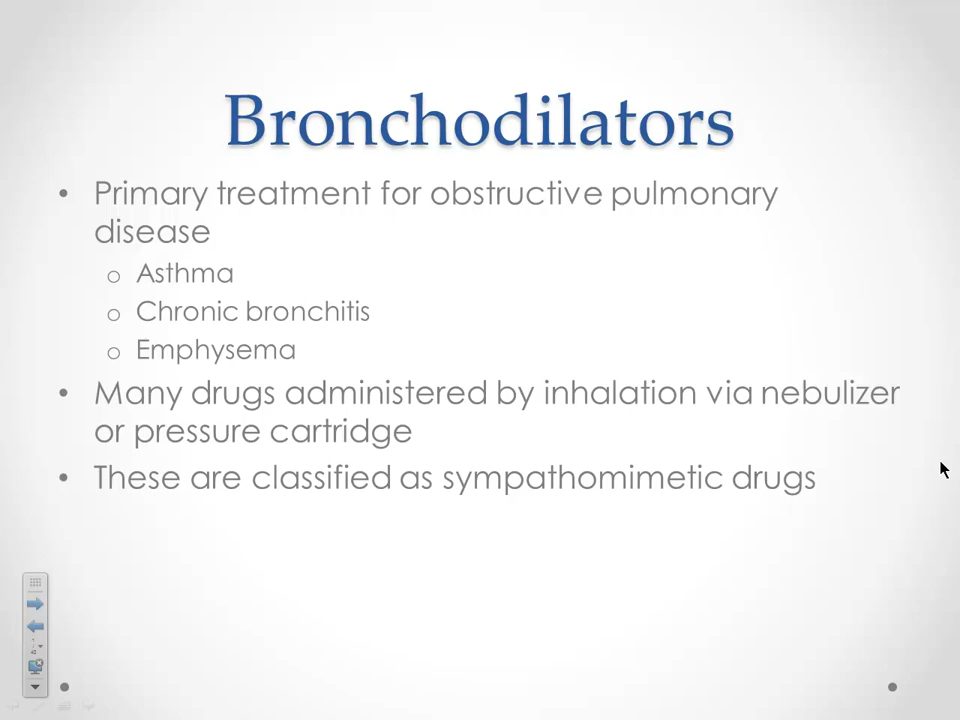 Bronchodilators
• Primary treatment for obstructive pulmonary
disease
o Asthma
o Chronic bronchitis
o Emphysema
• Many drugs administered by inhalation via nebulizer
or pressure cartridge
• These are classified as sympathomimetic drugs